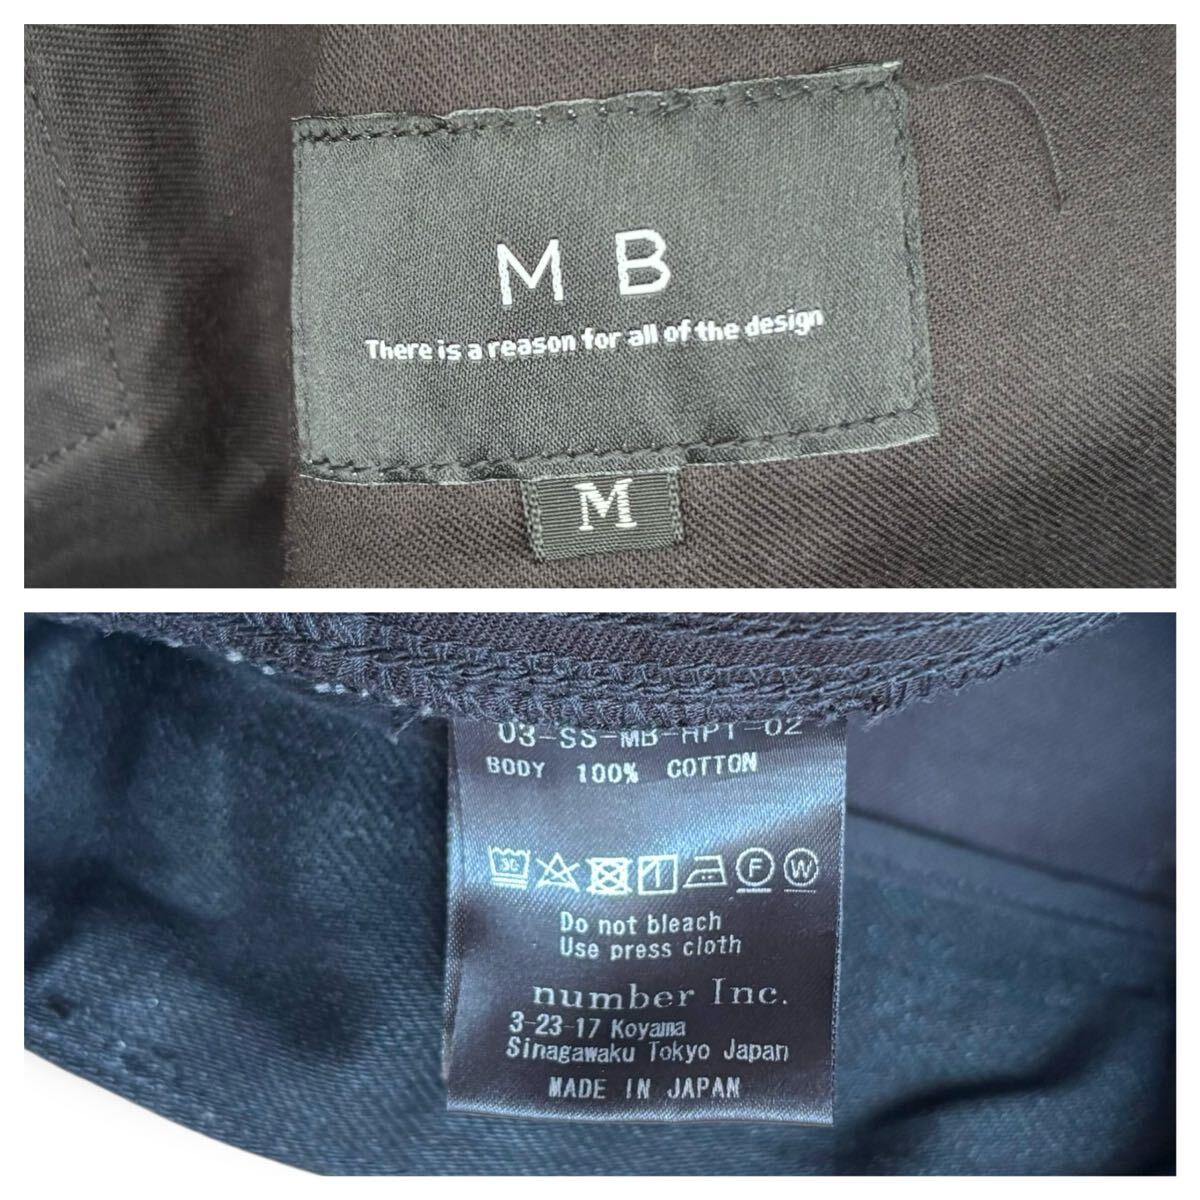 M B
There is a reason for all of the design
M
03-SS-MB-HPT-02
BODY 100% COTTON
F W
Do not bleach
Use press cloth
number Inc.
3-23-17 Koyama
Sinagawaku Tokyo Japan
MADE IN JAPAN